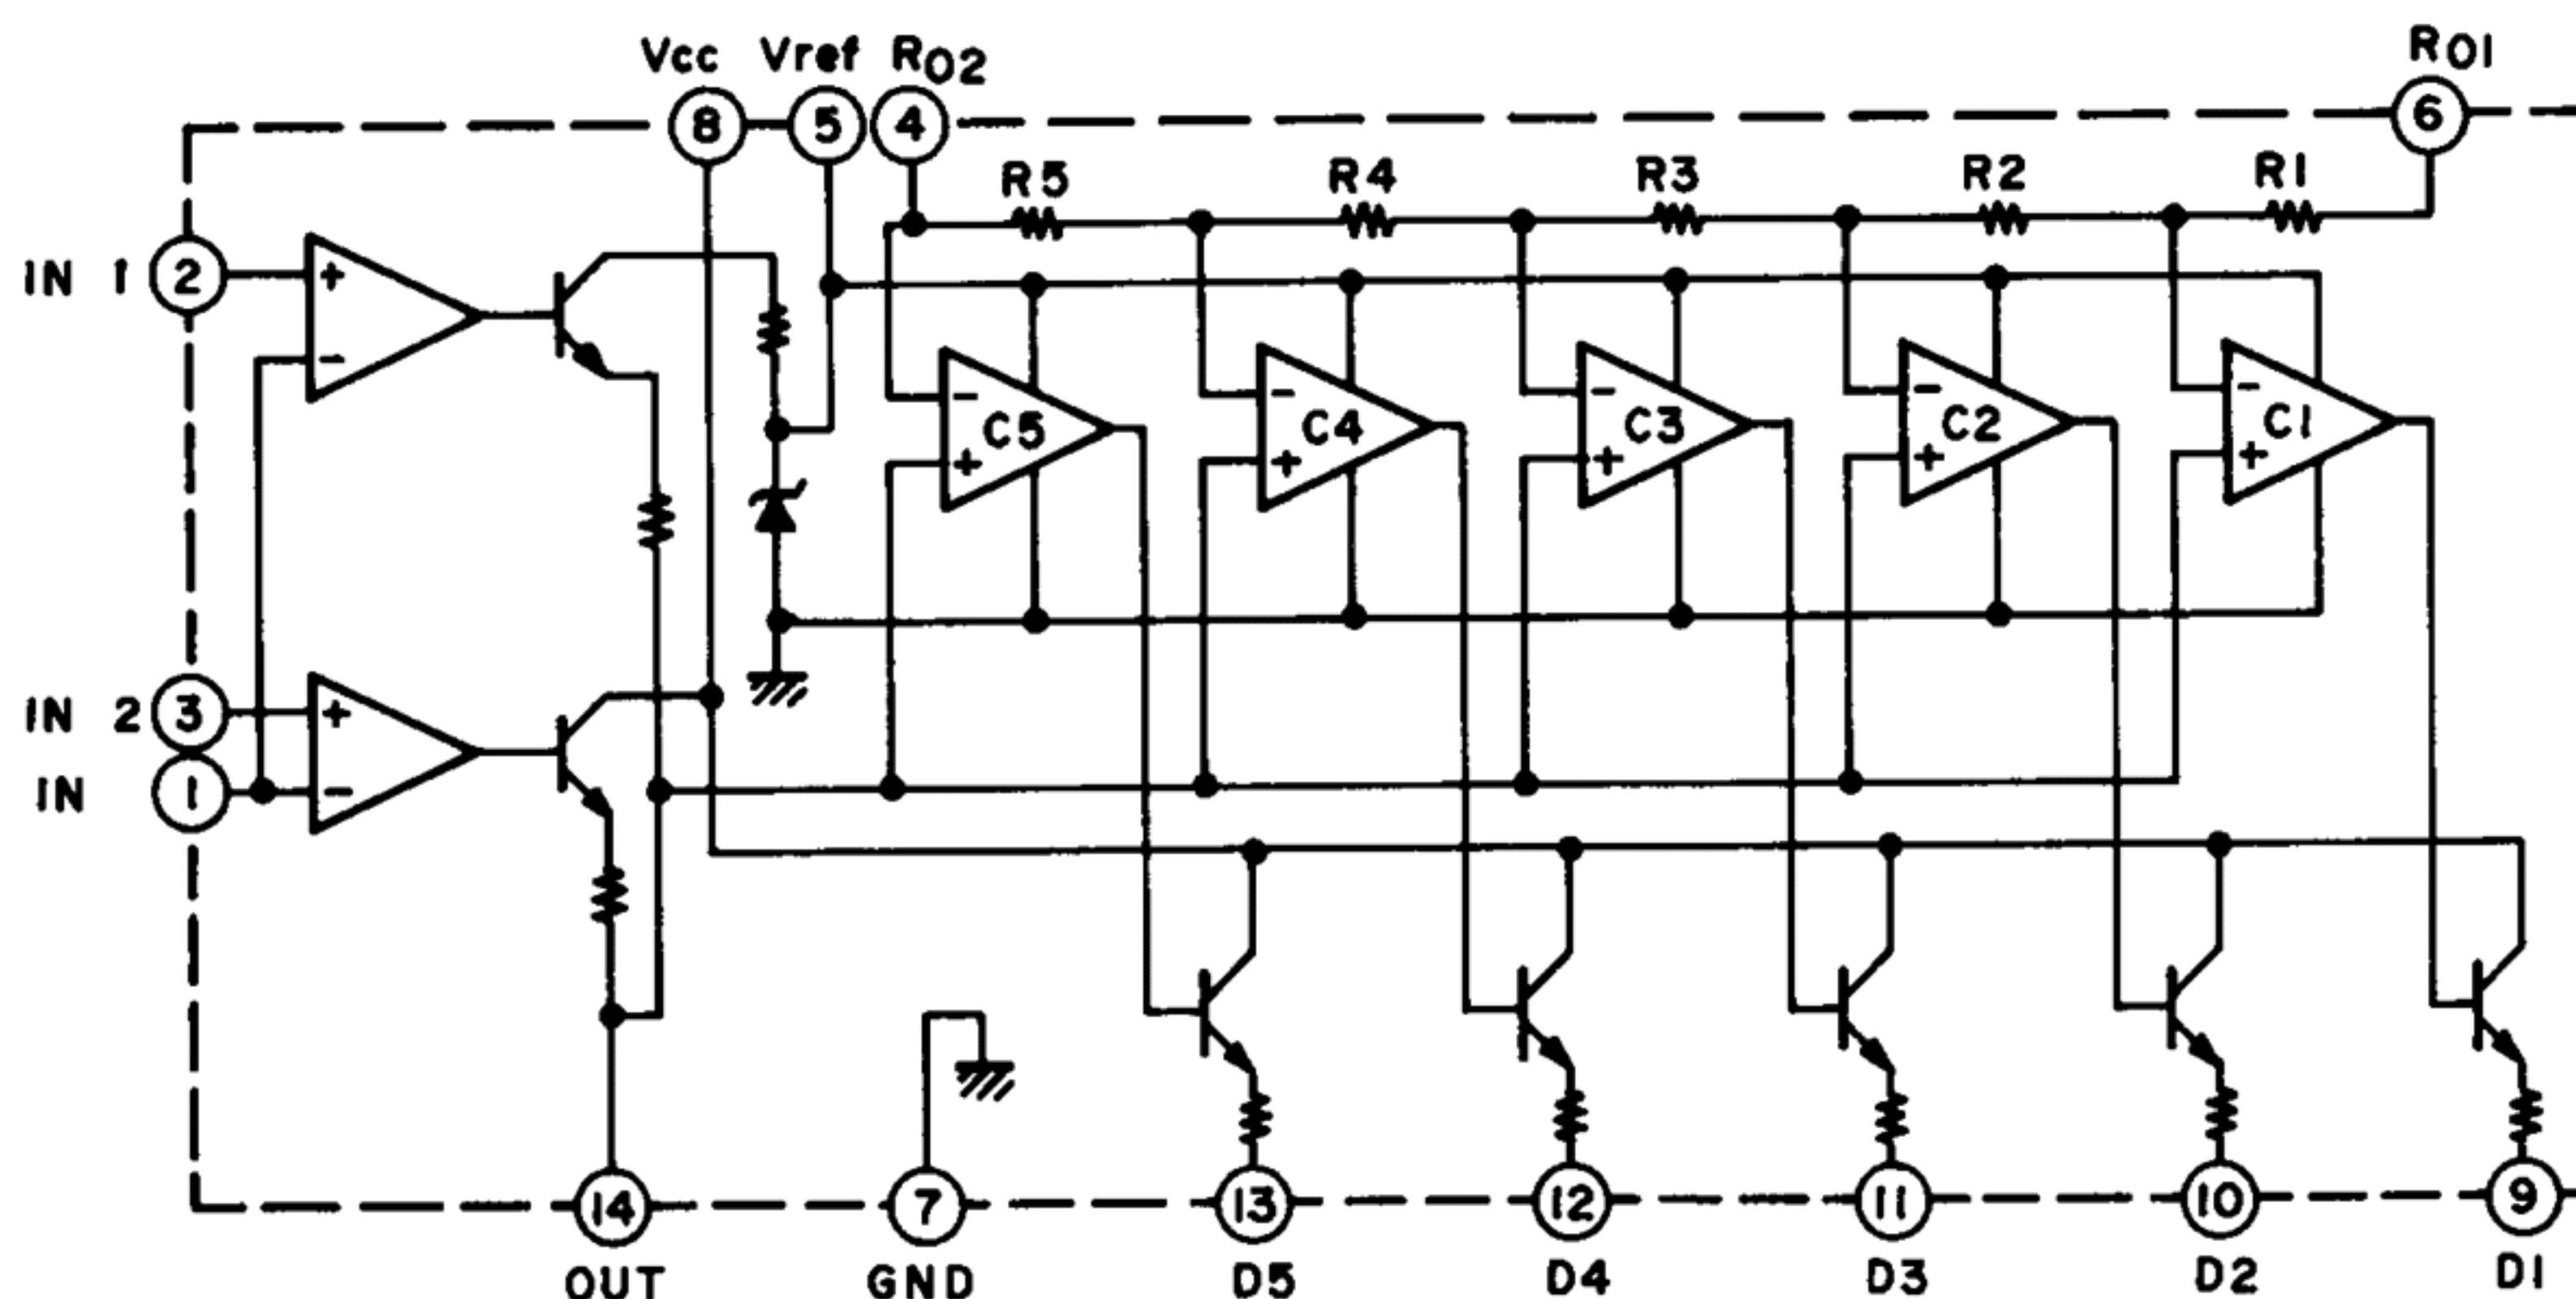 Vcc Vref RO2 RO1
8 5 4 6
R5 R4 R3 R2 R1
IN 1 2 +
−
− − − − −
C5 C4 C3 C2 C1
+ + + + +
IN 2 3 +
IN 1 −
14 7 13 12 11 10 9
OUT GND D5 D4 D3 D2 D1